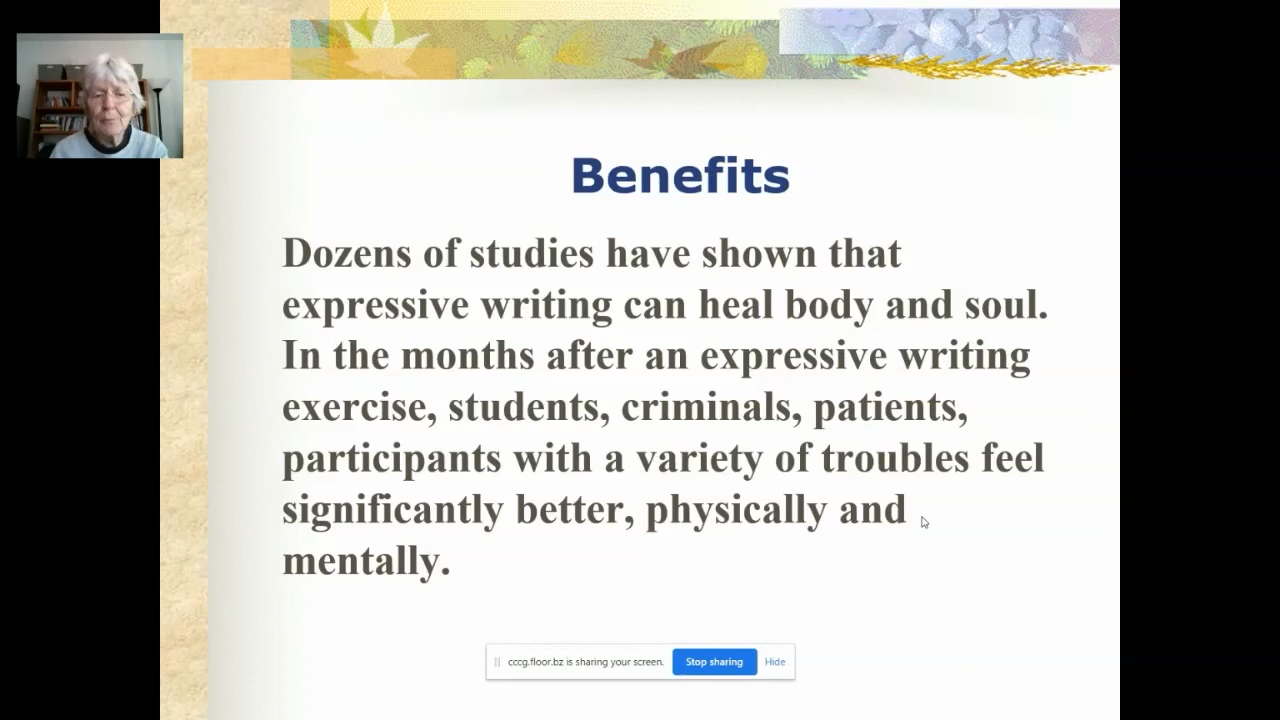 Benefits
Dozens of studies have shown that
expressive writing can heal body and soul.
In the months after an expressive writing
exercise, students, criminals, patients,
participants with a variety of troubles feel
significantly better, physically and
mentally.
cccg.floor.bz is sharing your screen. Stop sharing Hide